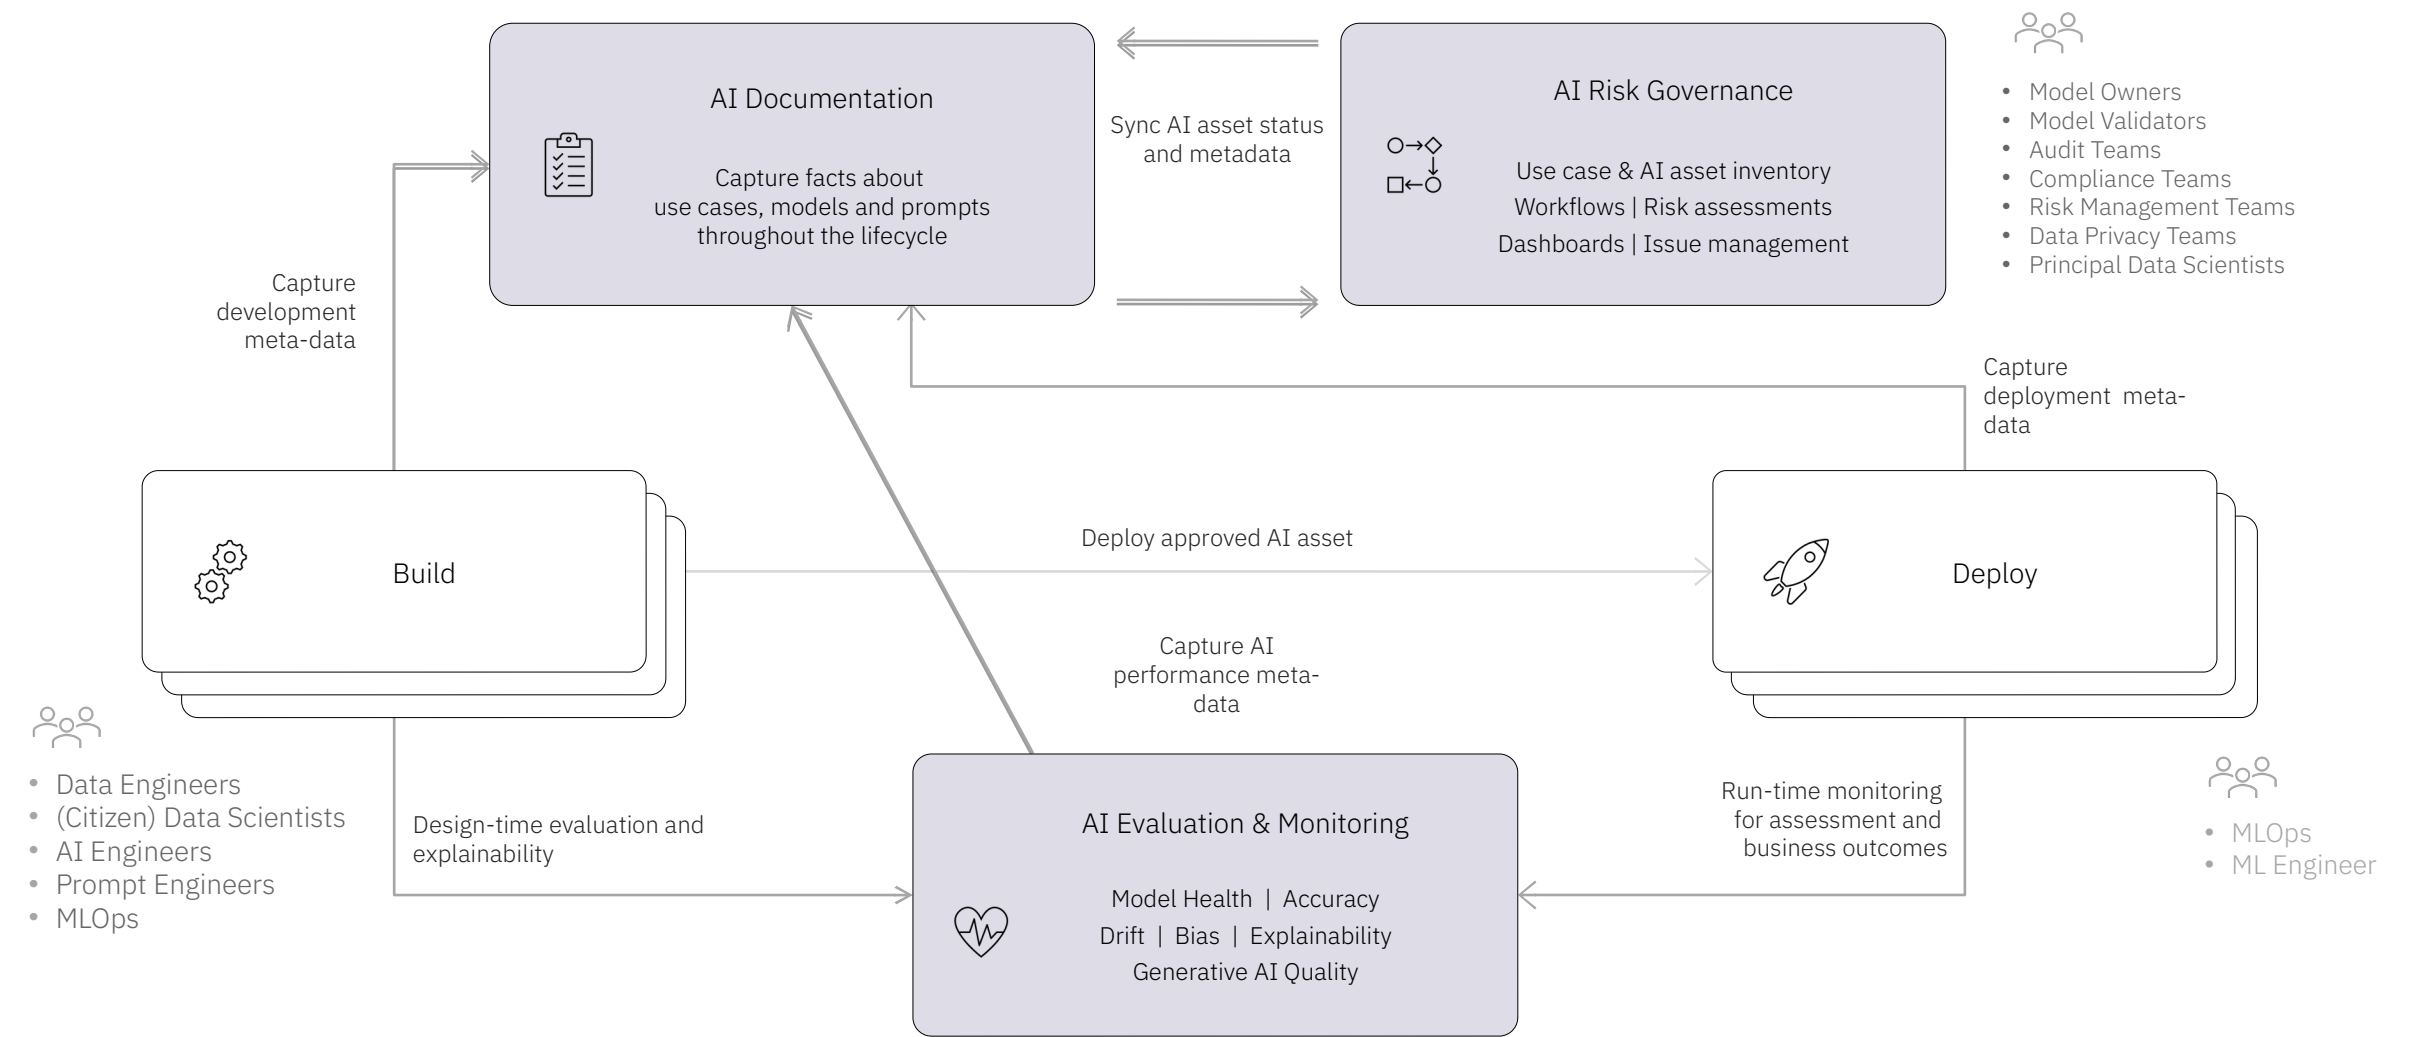 AI Documentation
Capture facts about
use cases, models and prompts
throughout the lifecycle
Sync AI asset status
and metadata
AI Risk Governance
Use case & AI asset inventory
Workflows | Risk assessments
Dashboards | Issue management
• Model Owners
• Model Validators
• Audit Teams
• Compliance Teams
• Risk Management Teams
• Data Privacy Teams
• Principal Data Scientists
Capture
development
meta-data
Capture
deployment meta-
data
Build
Deploy approved AI asset
Deploy
Capture AI
performance meta-
data
• Data Engineers
• (Citizen) Data Scientists
• AI Engineers
• Prompt Engineers
• MLOps
Design-time evaluation and
explainability
AI Evaluation & Monitoring
Model Health | Accuracy
Drift | Bias | Explainability
Generative AI Quality
Run-time monitoring
for assessment and
business outcomes
• MLOps
• ML Engineer